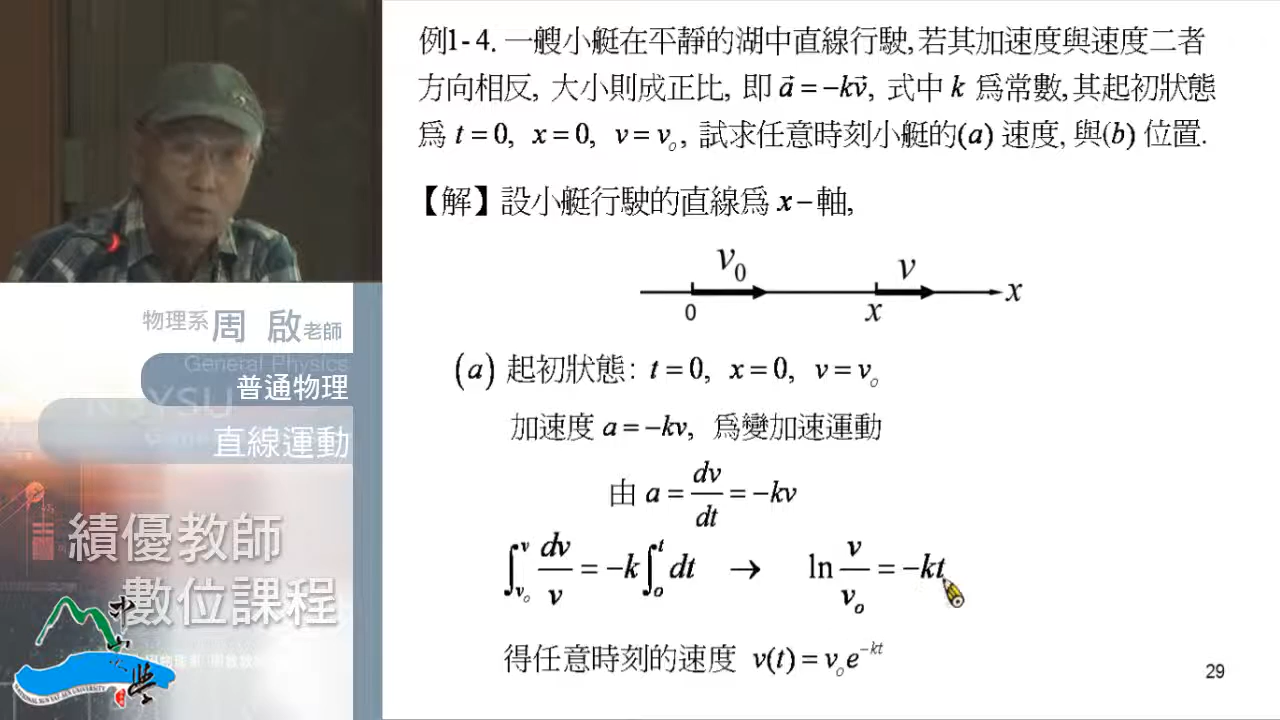 例1-4. 一艘小艇在平靜的湖中直線行駛, 若其加速度與速度二者
方向相反, 大小則成正比, 即 a⃗ = −kv⃗, 式中 k 為常數, 其起初狀態
為 t = 0, x = 0, v = vₒ, 試求任意時刻小艇的(a) 速度, 與(b) 位置.
【解】設小艇行駛的直線為 x − 軸,
v₀ v
0 x x
(a) 起初狀態: t = 0, x = 0, v = vₒ
加速度 a = −kv, 為變加速運動
由 a = dv/dt = −kv
∫_{vₒ}^{v} dv/v = −k ∫_{o}^{t} dt → ln v/vₒ = −kt
得任意時刻的速度 v(t) = vₒe^{−kt}
29
物理系 周 啟 老師
General Physics
普通物理
直線運動
績優教師
數位課程